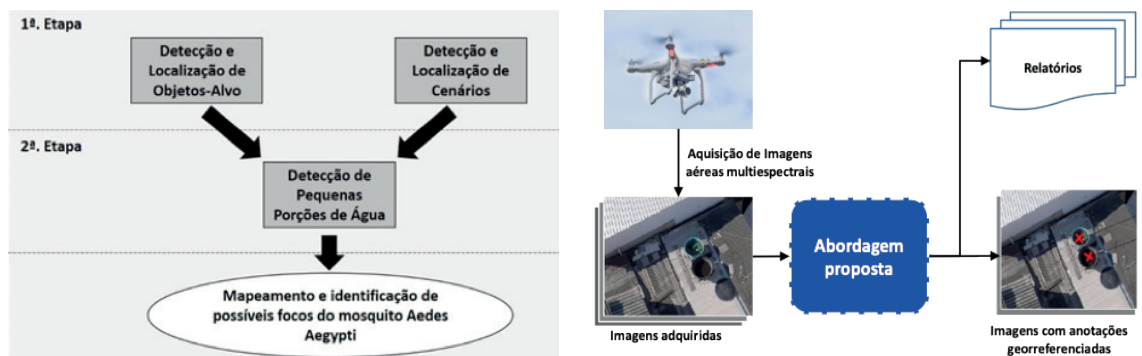 1ª. Etapa
Detecção e
Localização de
Objetos-Alvo
Detecção e
Localização de
Cenários
2ª. Etapa
Detecção de
Pequenas
Porções de Água
Mapeamento e identificação de
possíveis focos do mosquito Aedes
Aegypti
Aquisição de Imagens
aéreas multiespectrais
Imagens adquiridas
Abordagem
proposta
Relatórios
Imagens com anotações
georreferenciadas